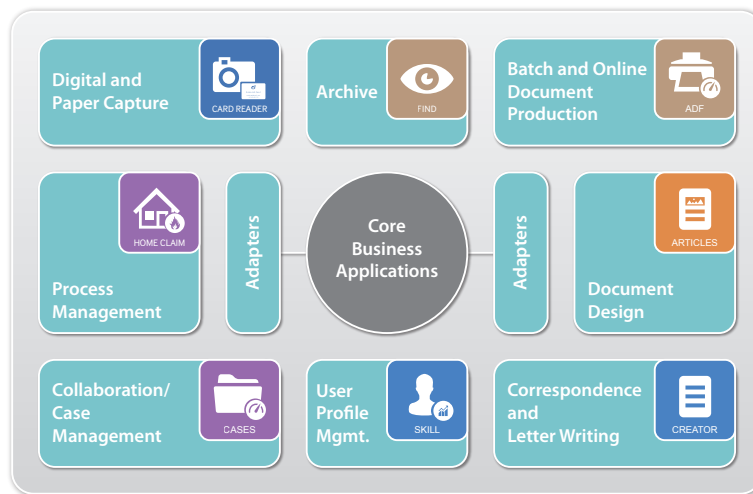 Digital and
Paper Capture
CARD READER
Archive
FIND
Batch and Online
Document
Production
ADF
HOME CLAIM
Process
Management
Adapters
Core
Business
Applications
Adapters
ARTICLES
Document
Design
Collaboration/
Case
Management
CASES
User
Profile
Mgmt.
SKILL
Correspondence
and
Letter Writing
CREATOR